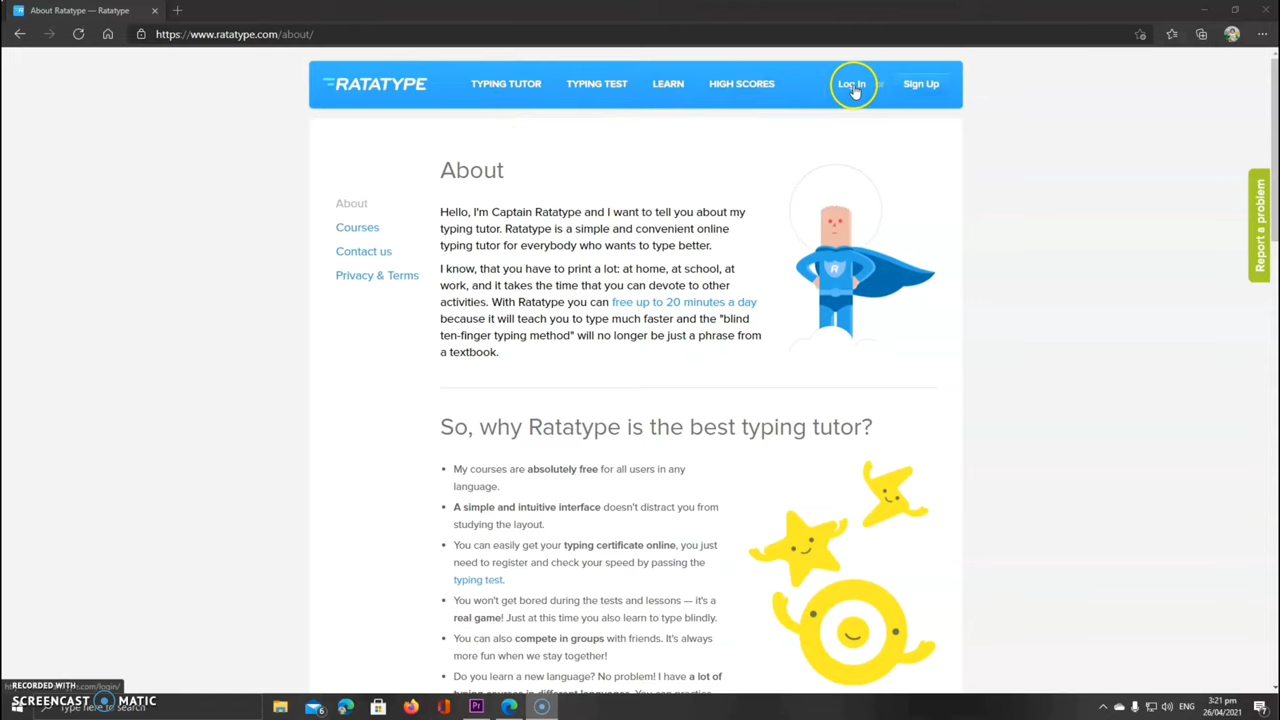 About Ratatype — Ratatype
https://www.ratatype.com/about/
RATATYPE
TYPING TUTOR
TYPING TEST
LEARN
HIGH SCORES
Log In or
Sign Up
About
Courses
Contact us
Privacy & Terms
About
Hello, I'm Captain Ratatype and I want to tell you about my
typing tutor. Ratatype is a simple and convenient online
typing tutor for everybody who wants to type better.
I know, that you have to print a lot: at home, at school, at
work, and it takes the time that you can devote to other
activities. With Ratatype you can free up to 20 minutes a day
because it will teach you to type much faster and the "blind
ten-finger typing method" will no longer be just a phrase from
a textbook.
R
Report a problem
So, why Ratatype is the best typing tutor?
• My courses are absolutely free for all users in any
language.
• A simple and intuitive interface doesn't distract you from
studying the layout.
• You can easily get your typing certificate online, you just
need to register and check your speed by passing the
typing test.
• You won't get bored during the tests and lessons — it's a
real game! Just at this time you also learn to type blindly.
• You can also compete in groups with friends. It's always
more fun when we stay together!
• Do you learn a new language? No problem! I have a lot of
typing courses in different languages. You can practice
RECORDED WITH
SCREENCAST MATIC
3:21 pm
26/04/2021